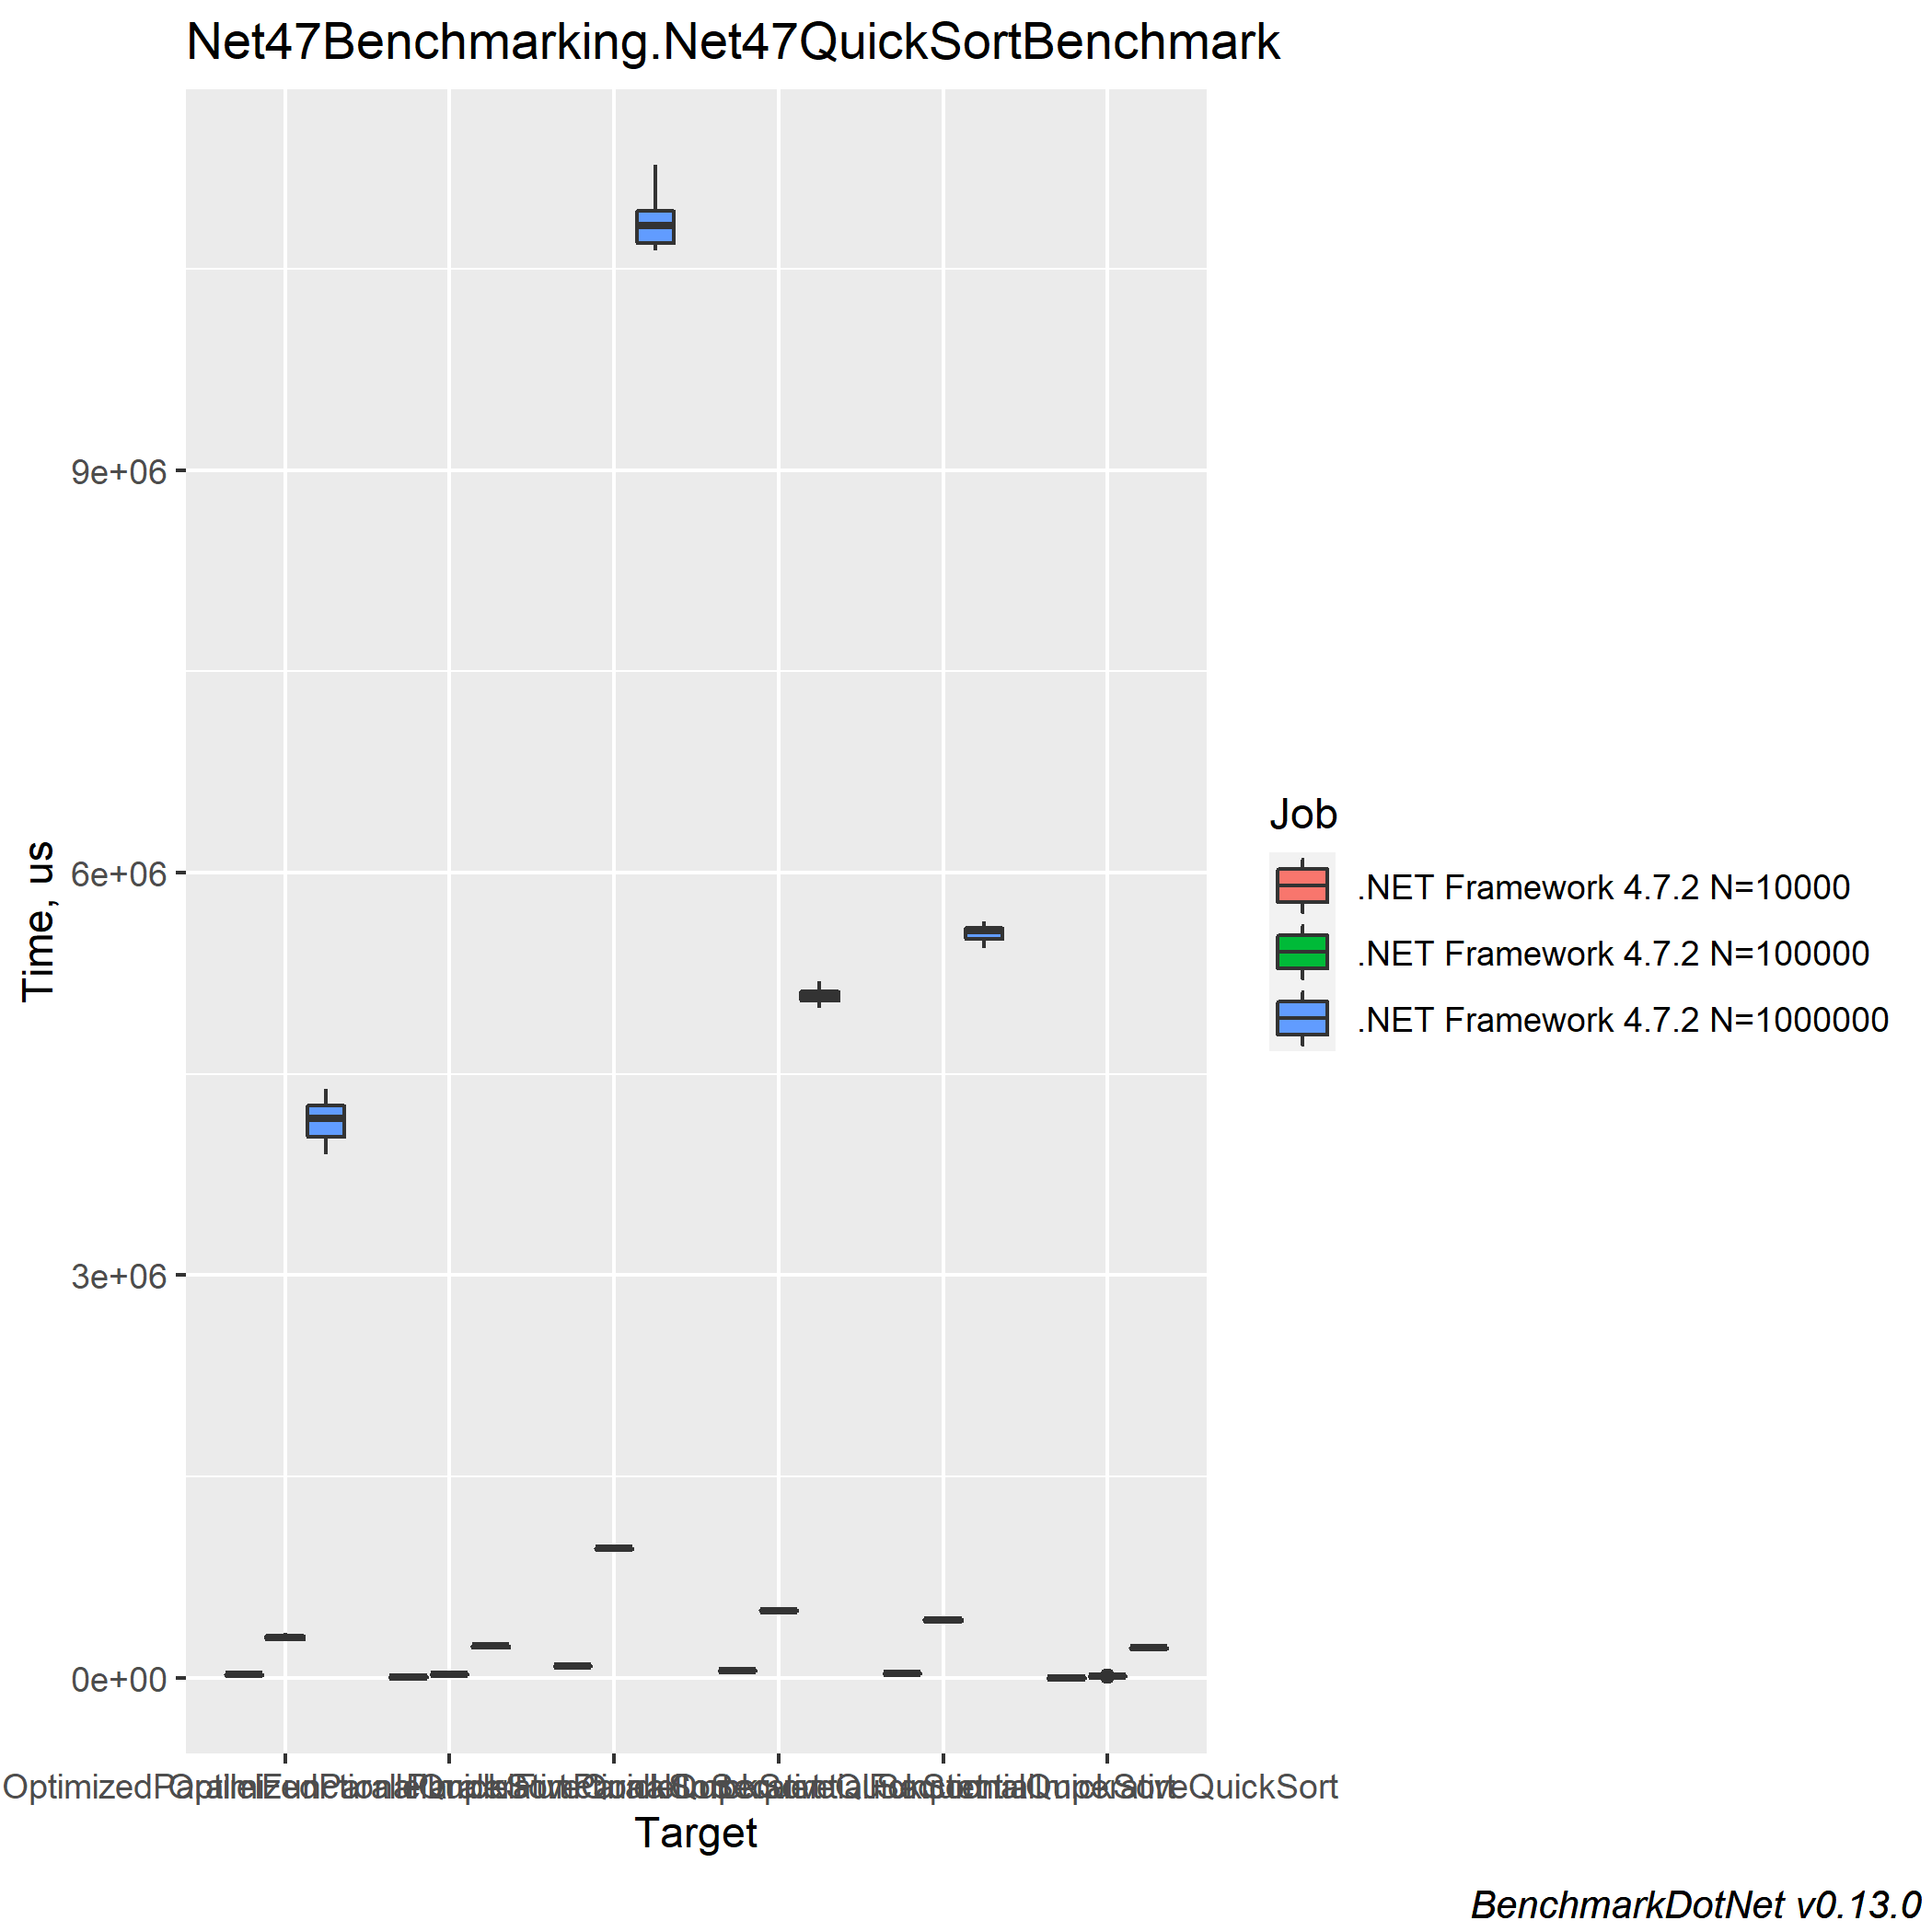 Net47Benchmarking.Net47QuickSortBenchmark
9e+06
6e+06
3e+06
0e+00
Time, us
Target
Job
.NET Framework 4.7.2 N=10000
.NET Framework 4.7.2 N=100000
.NET Framework 4.7.2 N=1000000
BenchmarkDotNet v0.13.0